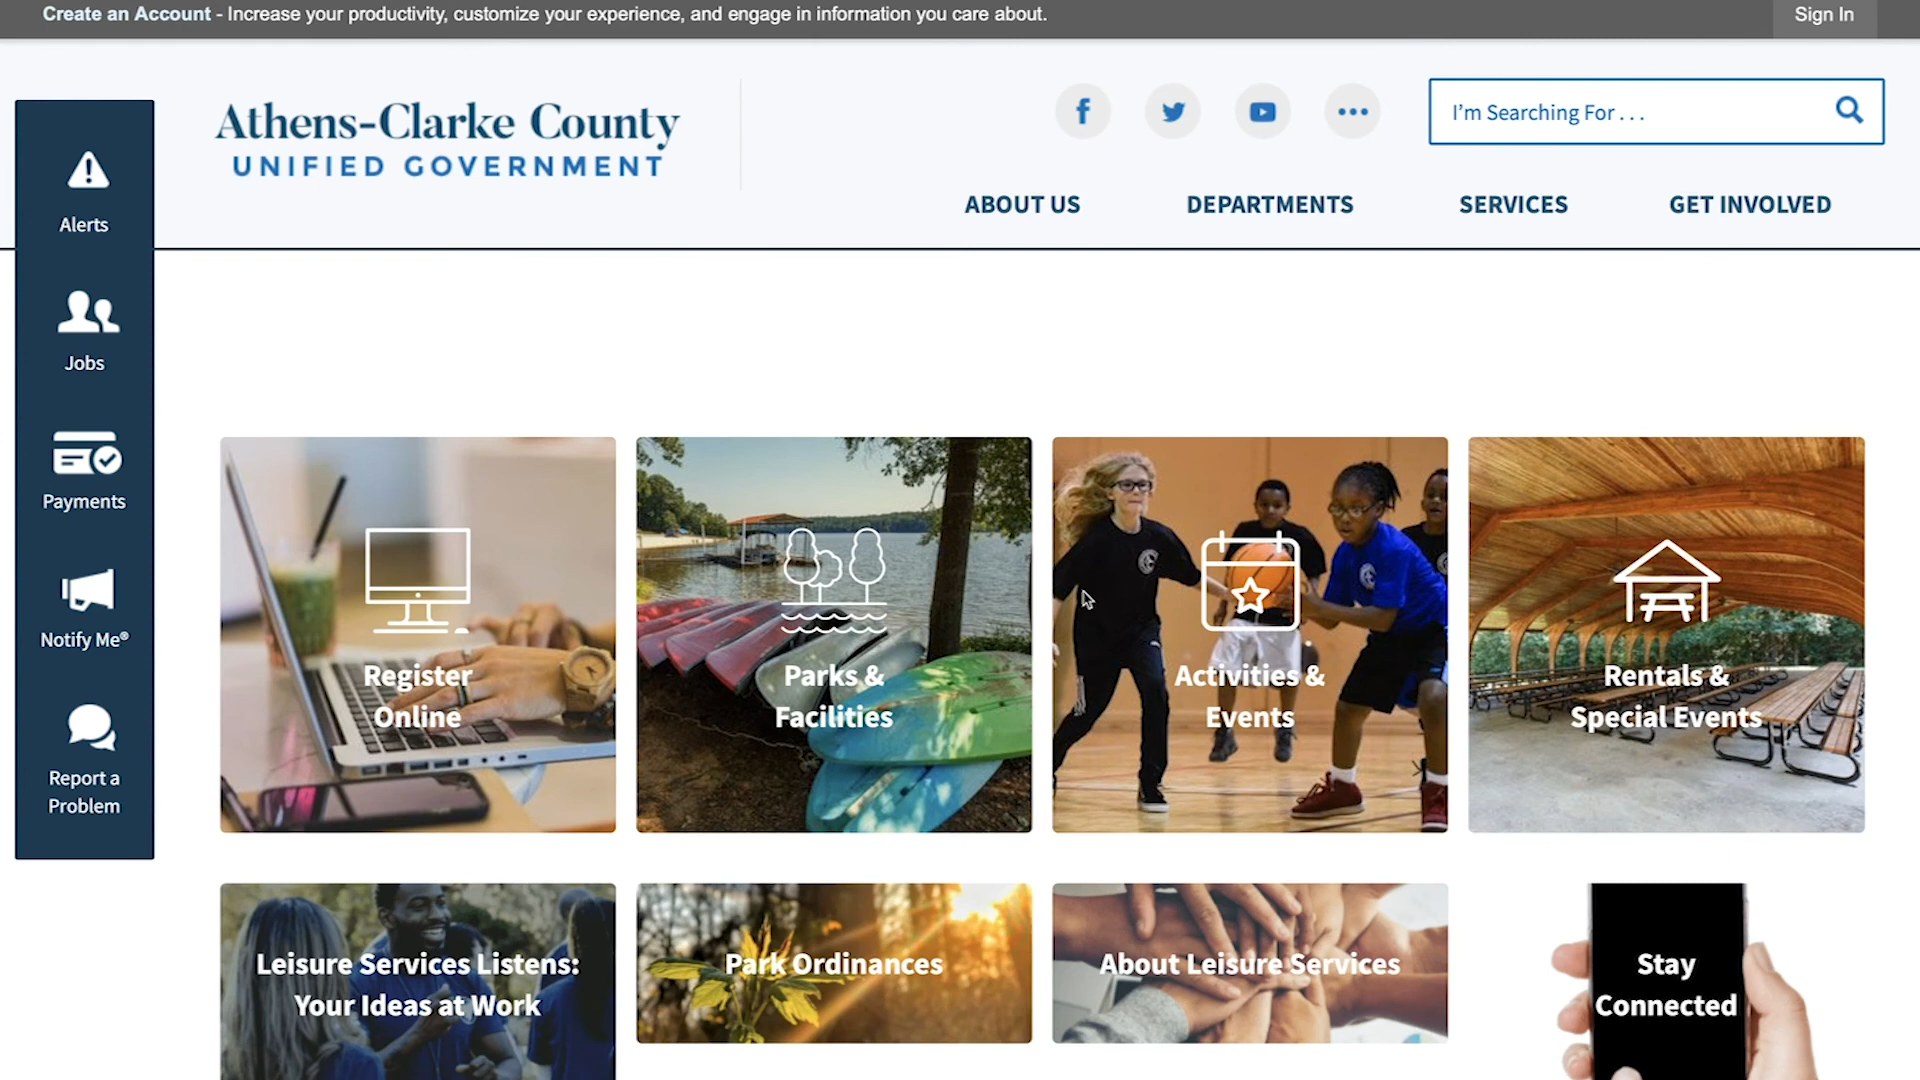 Create an Account - Increase your productivity, customize your experience, and engage in information you care about.
Sign In
Athens-Clarke County
UNIFIED GOVERNMENT
I'm Searching For . . .
ABOUT US
DEPARTMENTS
SERVICES
GET INVOLVED
Alerts
Jobs
Payments
Notify Me®
Report a
Problem
Register
Online
Parks &
Facilities
Activities &
Events
Rentals &
Special Events
Leisure Services Listens:
Your Ideas at Work
Park Ordinances
About Leisure Services
Stay
Connected